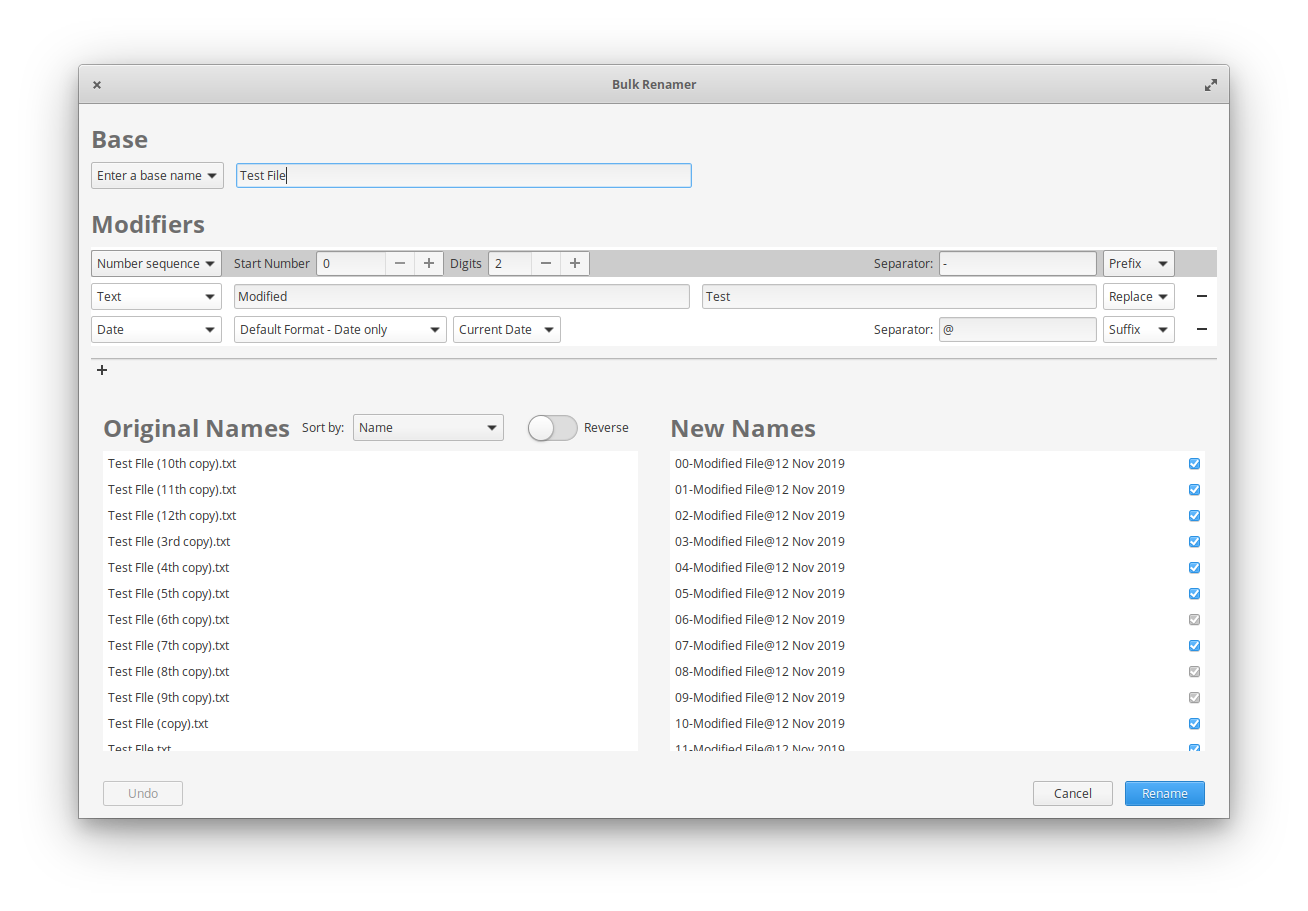 Bulk Renamer
Base
Enter a base name Test File
Modifiers
Number sequence Start Number 0 Digits 2 Separator: - Prefix
Text Modified Test Replace
Date Default Format - Date only Current Date Separator: @ Suffix
Original Names Sort by: Name Reverse
Test FIle (10th copy).txt
Test FIle (11th copy).txt
Test FIle (12th copy).txt
Test FIle (3rd copy).txt
Test FIle (4th copy).txt
Test FIle (5th copy).txt
Test FIle (6th copy).txt
Test FIle (7th copy).txt
Test FIle (8th copy).txt
Test FIle (9th copy).txt
Test FIle (copy).txt
Test FIle.txt
New Names
00-Modified File@12 Nov 2019
01-Modified File@12 Nov 2019
02-Modified File@12 Nov 2019
03-Modified File@12 Nov 2019
04-Modified File@12 Nov 2019
05-Modified File@12 Nov 2019
06-Modified File@12 Nov 2019
07-Modified File@12 Nov 2019
08-Modified File@12 Nov 2019
09-Modified File@12 Nov 2019
10-Modified File@12 Nov 2019
11-Modified File@12 Nov 2019
Undo Cancel Rename